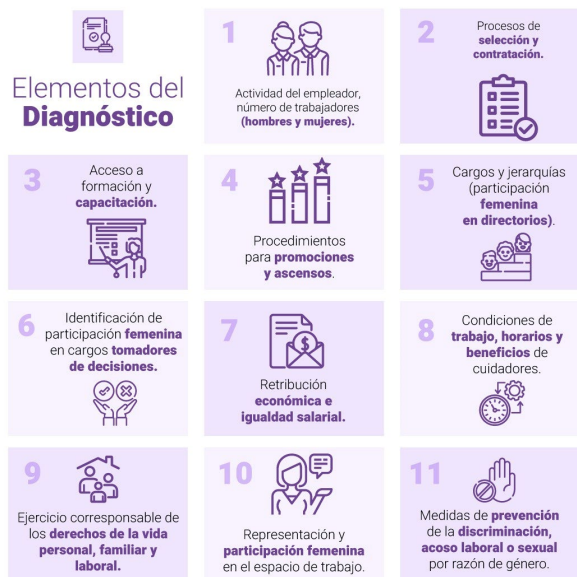 Elementos del
Diagnóstico
1
Actividad del empleador,
número de trabajadores
(hombres y mujeres).
2
Procesos de
selección y
contratación.
3
Acceso a
formación y
capacitación.
4
Procedimientos
para promociones
y ascensos.
5
Cargos y jerarquías
(participación
femenina
en directorios).
6
Identificación de
participación femenina
en cargos tomadores
de decisiones.
7
Retribución
económica e
igualdad salarial.
8
Condiciones de
trabajo, horarios y
beneficios de
cuidadores.
9
Ejercicio corresponsable de
los derechos de la vida
personal, familiar y
laboral.
10
Representación y
participación femenina
en el espacio de trabajo.
11
Medidas de prevención
de la discriminación,
acoso laboral o sexual
por razón de género.